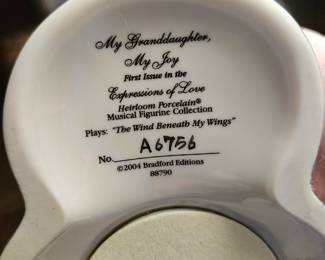 My Granddaughter,
My Joy
First Issue in the
Expressions of Love
Heirloom Porcelain®
Musical Figurine Collection
Plays: "The Wind Beneath My Wings"
No. A6756
©2004 Bradford Editions
88790